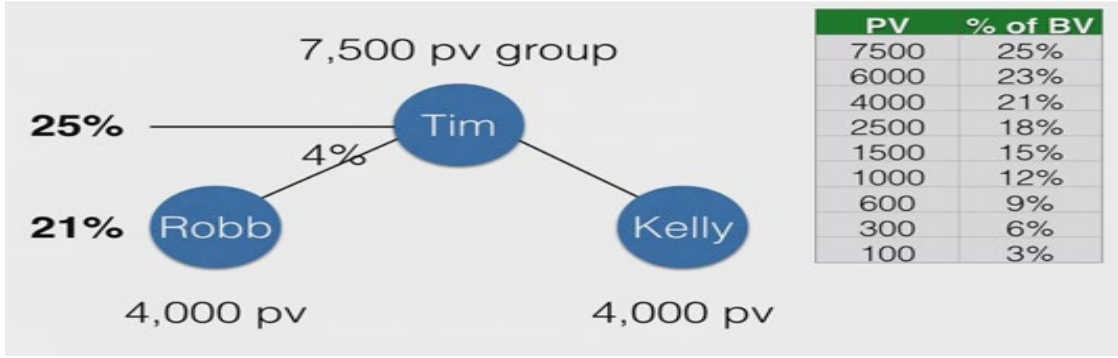 7,500 pv group
25%
Tim
4%
21%
Robb
Kelly
4,000 pv
4,000 pv
PV % of BV
7500 25%
6000 23%
4000 21%
2500 18%
1500 15%
1000 12%
600 9%
300 6%
100 3%